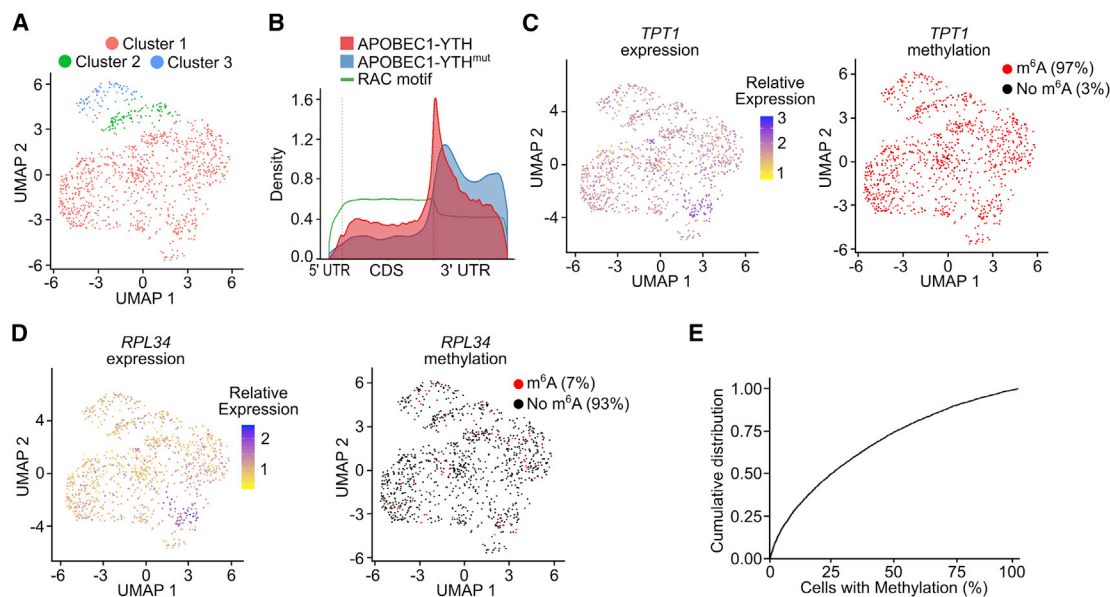 A
Cluster 1
Cluster 2 Cluster 3
6
3
0
-3
-6
UMAP 2
-6 -3 0 3 6
UMAP 1
B
APOBEC1-YTH
APOBEC1-YTHmut
RAC motif
1.6
1.2
0.8
0.4
0.0
Density
5' UTR CDS 3' UTR
C
TPT1
expression
Relative
Expression
3
2
1
4
0
-4
UMAP 2
-6 -3 0 3 6
UMAP 1
TPT1
methylation
m6A (97%)
No m6A (3%)
6
3
0
-3
-6
UMAP 2
-6 -3 0 3 6
UMAP 1
D
RPL34
expression
Relative
Expression
2
1
4
0
-4
UMAP 2
-6 -3 0 3 6
UMAP 1
RPL34
methylation
m6A (7%)
No m6A (93%)
6
3
0
-3
-6
UMAP 2
-6 -3 0 3 6
UMAP 1
E
1.00
0.75
0.50
0.25
0.00
Cumulative distribution
0 25 50 75 100
Cells with Methylation (%)